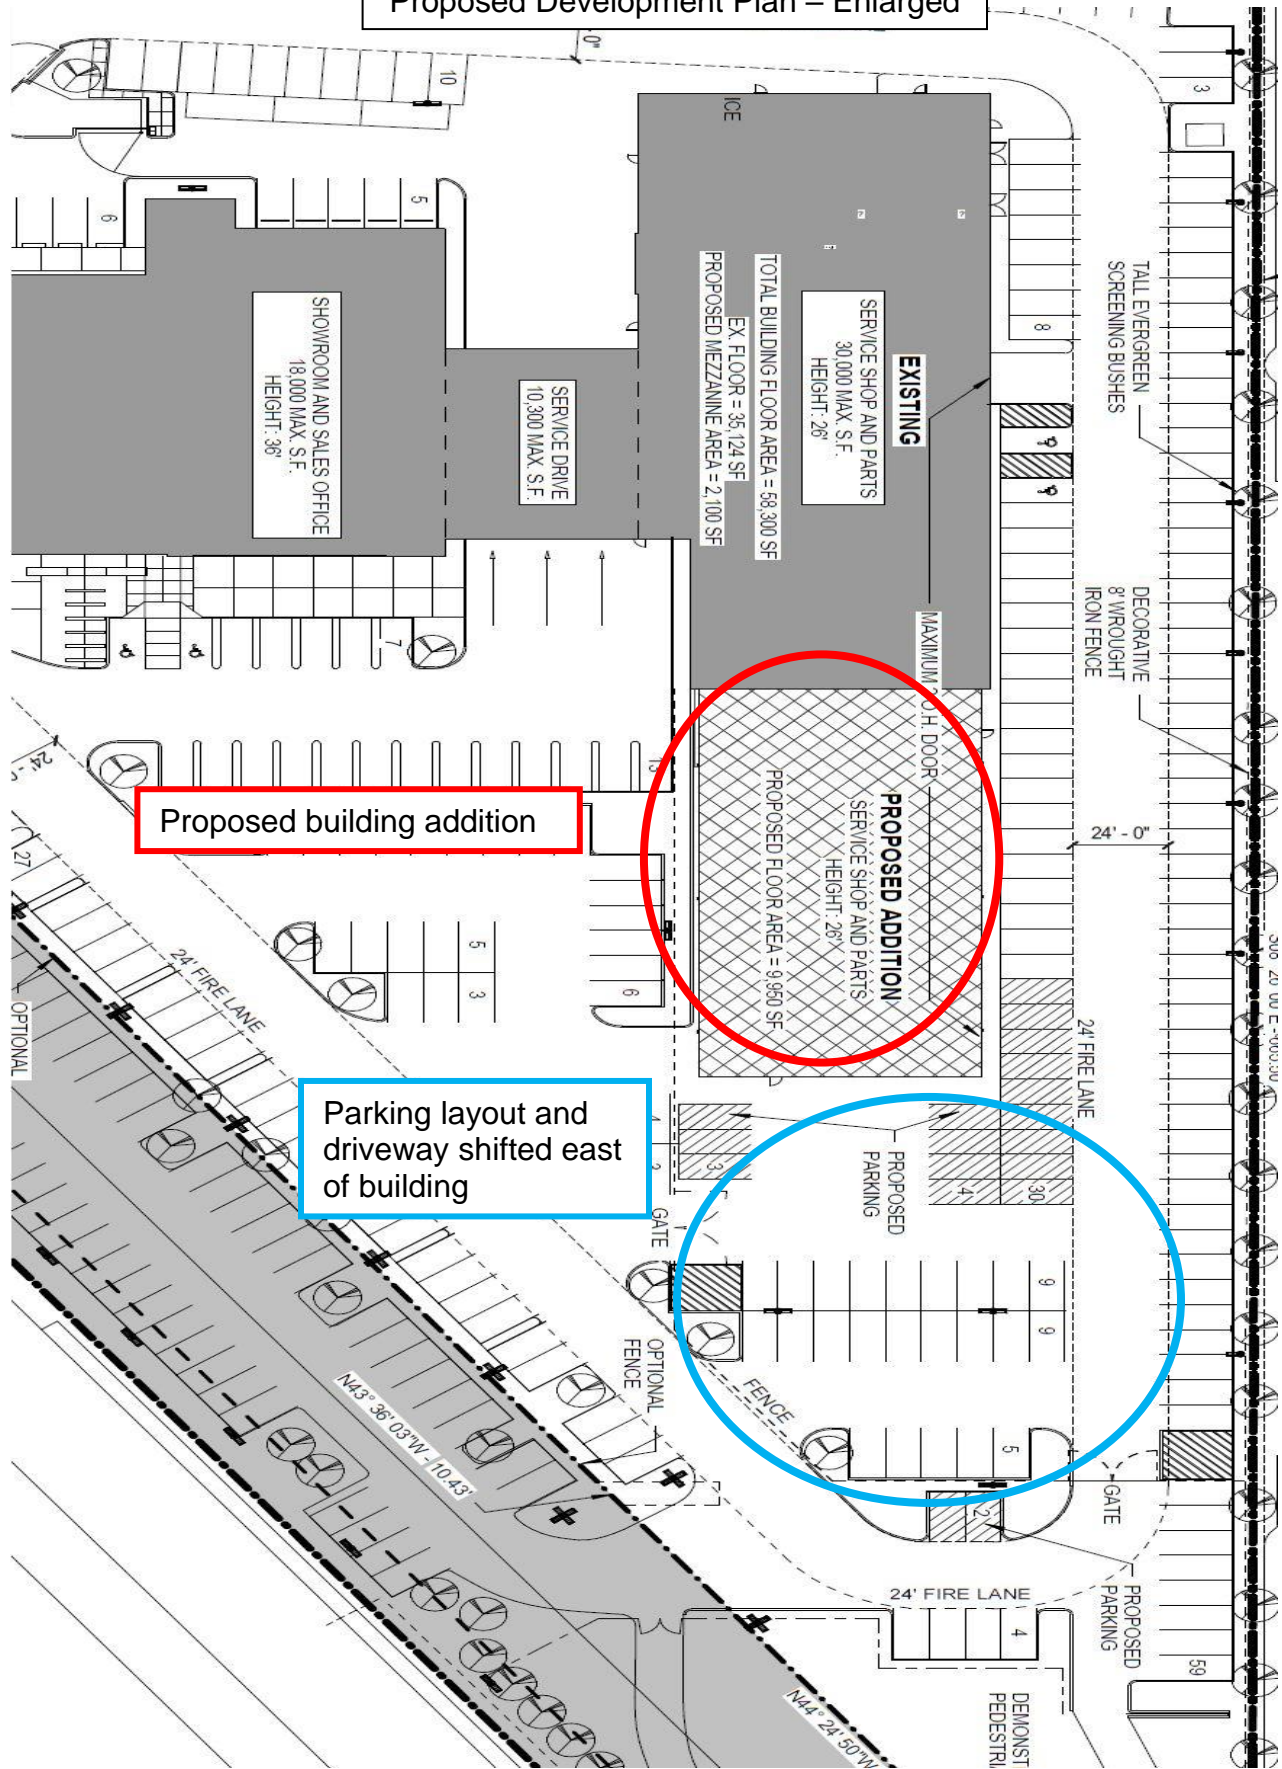 Proposed Development Plan – Enlarged
0"
10
3
ICE
5
6
TALL EVERGREEN
SCREENING BUSHES
8
EXISTING
SERVICE SHOP AND PARTS
30,000 MAX. S.F.
HEIGHT: 26'
TOTAL BUILDING FLOOR AREA = 58,300 SF
EX. FLOOR = 35,124 SF
PROPOSED MEZZANINE AREA = 2,100 SF
SERVICE DRIVE
10,300 MAX. S.F.
SHOWROOM AND SALES OFFICE
18,000 MAX. S.F.
HEIGHT: 36'
DECORATIVE
8' WROUGHT
IRON FENCE
7
MAXIMUM
O.H. DOOR
24' - 0"
13
PROPOSED ADDITION
SERVICE SHOP AND PARTS
HEIGHT: 26'
PROPOSED FLOOR AREA = 9,950 SF
Proposed building addition
27
24' FIRE LANE
5
3
6
OPTIONAL
24' FIRE LANE
Parking layout and
driveway shifted east
of building
3
PROPOSED
PARKING
4
30
GATE
9
9
OPTIONAL
FENCE
FENCE
N43° 36' 03"W - 10.43'
5
GATE
2
24' FIRE LANE
PROPOSED
PARKING
4
59
N44° 24' 50"W
DEMONST
PEDESTRI